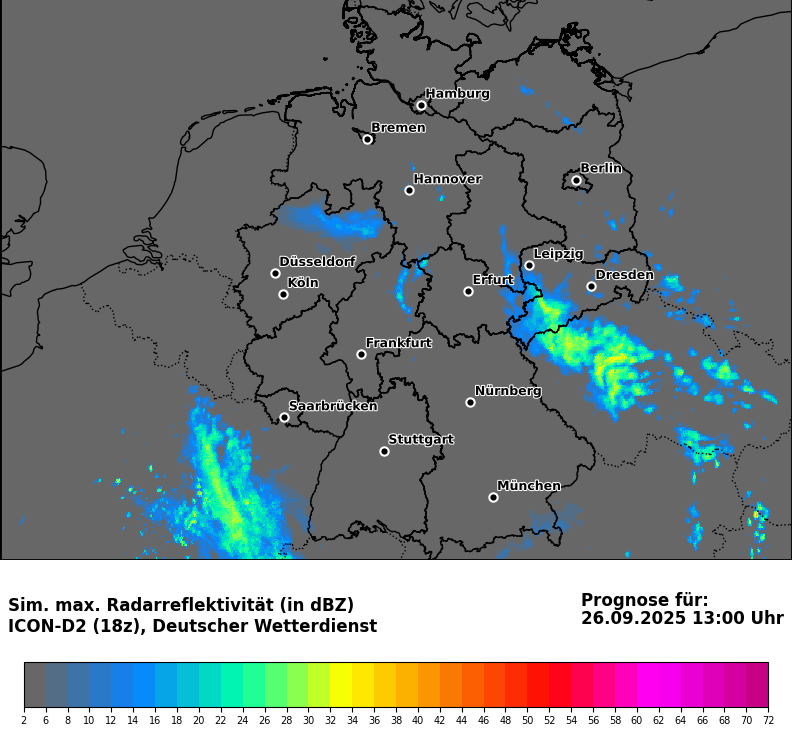 Hamburg
Bremen
Berlin
Hannover
Leipzig
Düsseldorf
Dresden
Köln
Erfurt
Frankfurt
Nürnberg
Saarbrücken
Stuttgart
München
Sim. max. Radarreflektivität (in dBZ)
ICON-D2 (18z), Deutscher Wetterdienst
Prognose für:
26.09.2025 13:00 Uhr
2 6 8 10 12 14 16 18 20 22 24 26 28 30 32 34 36 38 40 42 44 46 48 50 52 54 56 58 60 62 64 66 68 70 72